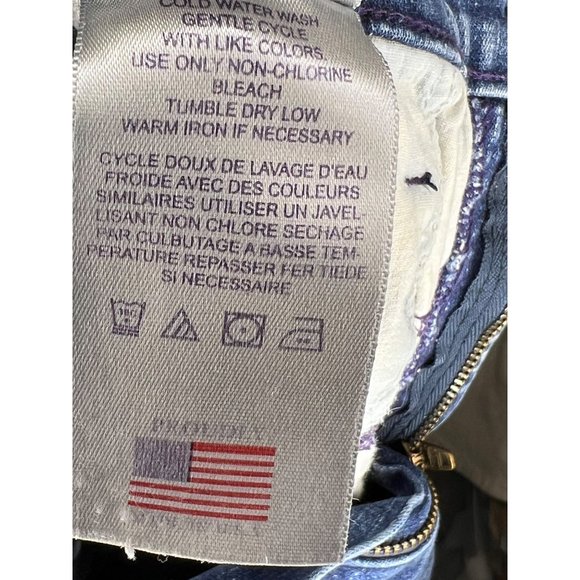 COLD WATER WASH
GENTLE CYCLE
WITH LIKE COLORS.
USE ONLY NON-CHLORINE
BLEACH
TUMBLE DRY LOW
WARM IRON IF NECESSARY
CYCLE DOUX DE LAVAGE D'EAU
FROIDE AVEC DES COULEURS
SIMILAIRES UTILISER UN JAVEL-
LISANT NON CHLORE SECHAGE
PAR CULBUTAGE A BASSE TEM-
PERATURE REPASSER FER TIEDE
SI NECESSAIRE
30C
PROUDLY